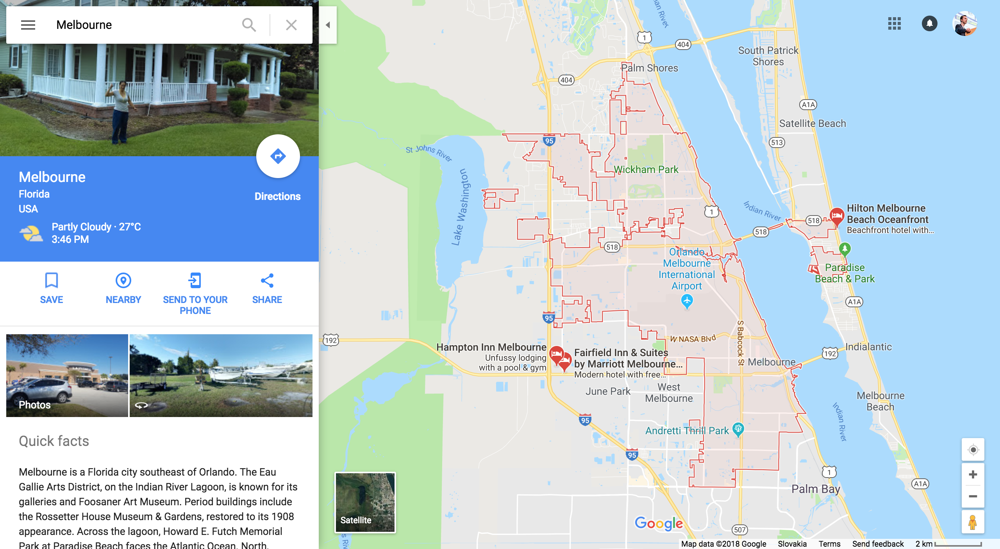 Melbourne
Melbourne
Florida
USA
Directions
Partly Cloudy · 27°C
3:46 PM
SAVE
NEARBY
SEND TO YOUR
PHONE
SHARE
Photos
Quick facts
Melbourne is a Florida city southeast of Orlando. The Eau
Gallie Arts District, on the Indian River Lagoon, is known for its
galleries and Foosaner Art Museum. Period buildings include
the Rossetter House Museum & Gardens, restored to its 1908
appearance. Across the lagoon, Howard E. Futch Memorial
Park at Paradise Beach faces the Atlantic Ocean. North,
1
404
South Patrick
Shores
Palm Shores
404
A1A
Satellite Beach
95
513
St Johns River
Wickham Park
Lake Washington
1
Indian River
Hilton Melbourne
Beach Oceanfront
Beachfront hotel with...
518
518
518
Orlando
Melbourne
International
Airport
Paradise
Beach & Park
A1A
95
S Babcock St
W NASA Blvd
192
Hampton Inn Melbourne
Unfussy lodging
with a pool & gym
Fairfield Inn & Suites
by Marriott Melbourne...
Modern hotel with free...
Melbourne
192
Indialantic
June Park
West
Melbourne
Melbourne
Beach
95
Indian River
Andretti Thrill Park
95
1
Palm Bay
A1A
Satellite
Google
507
Map data ©2018 Google
Slovakia
Terms
Send feedback
2 km